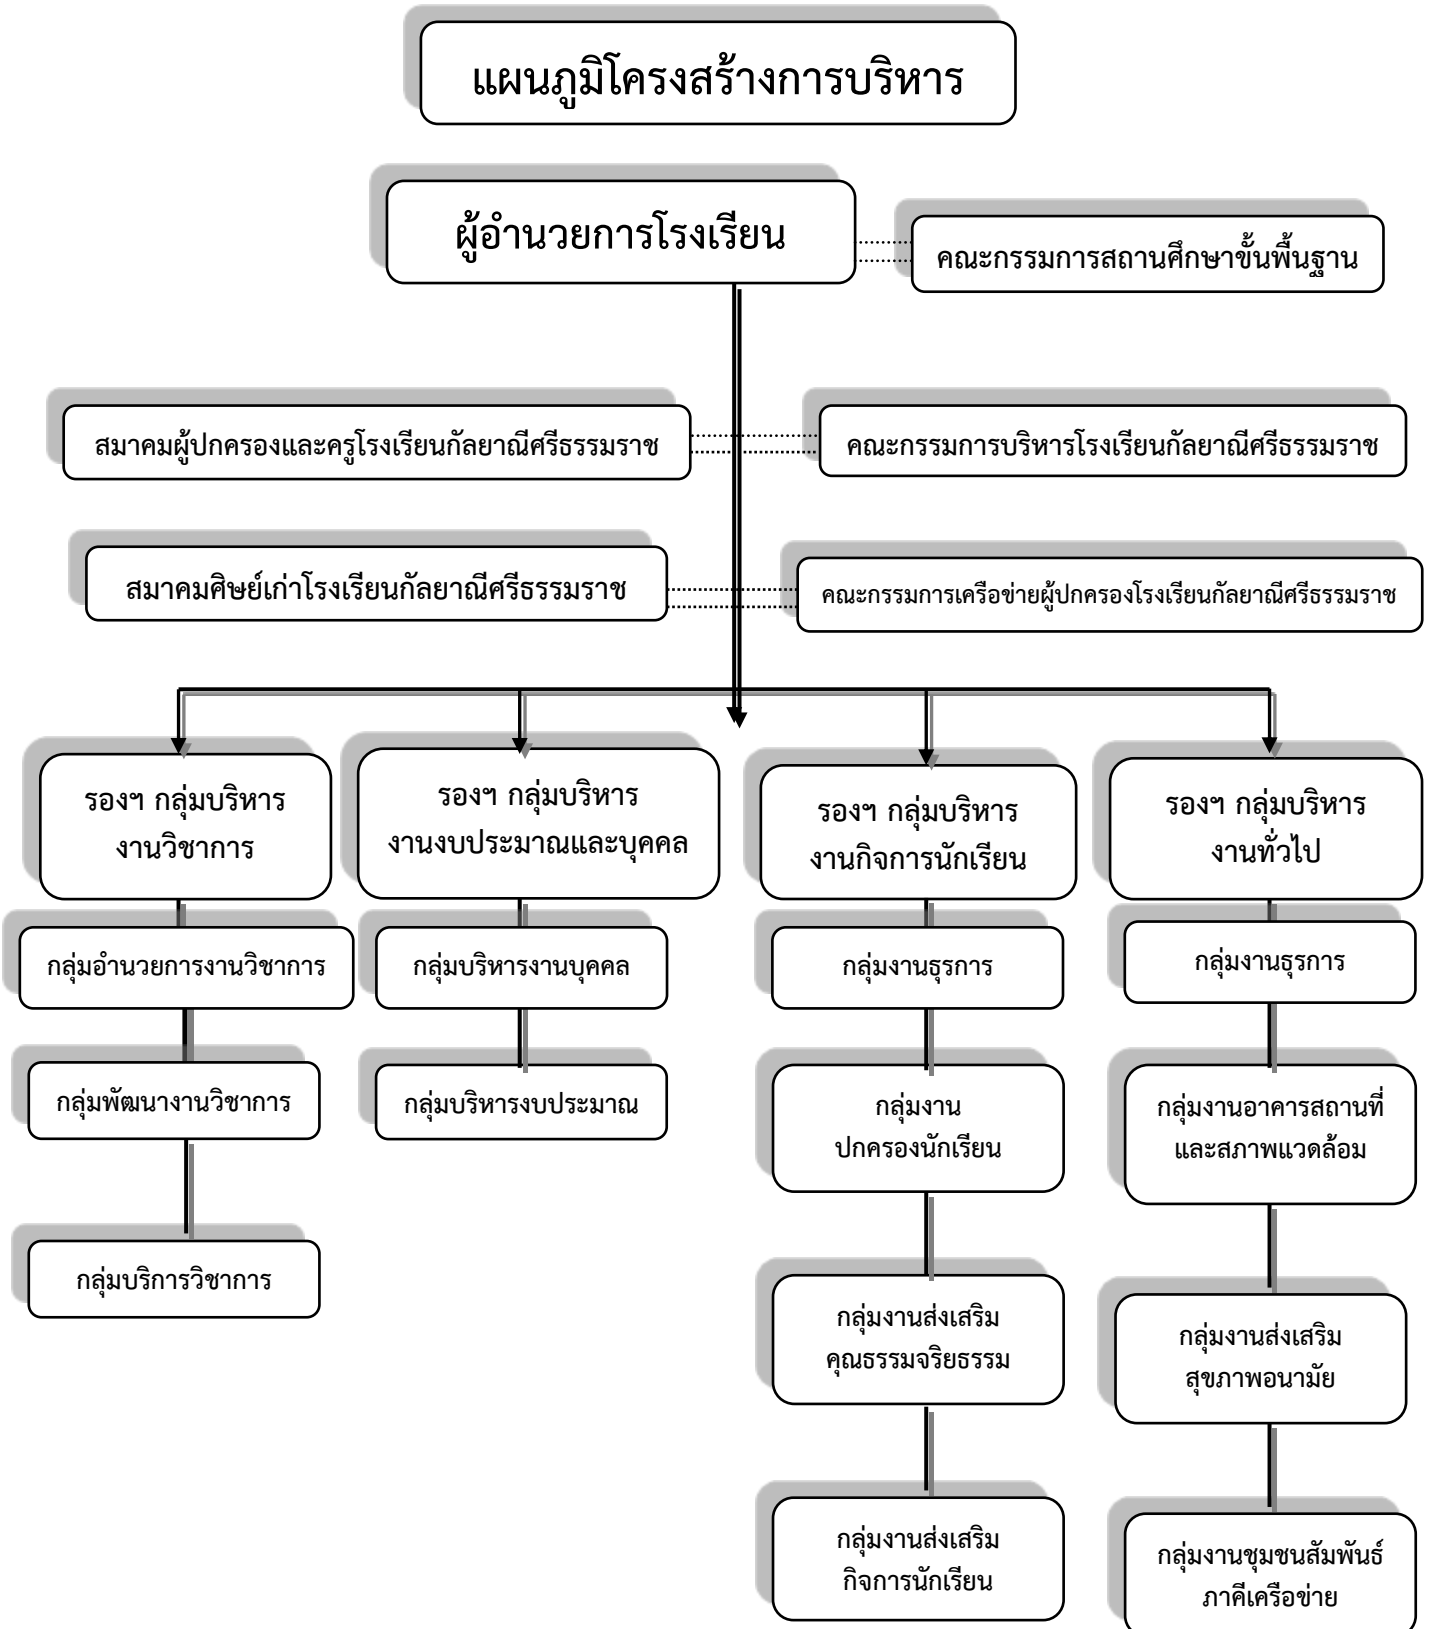 แผนภูมิโครงสร้างการบริหาร
ผู้อำนวยการโรงเรียน
คณะกรรมการสถานศึกษาขั้นพื้นฐาน
สมาคมผู้ปกครองและครูโรงเรียนกัลยาณีศรีธรรมราช
คณะกรรมการบริหารโรงเรียนกัลยาณีศรีธรรมราช
สมาคมศิษย์เก่าโรงเรียนกัลยาณีศรีธรรมราช
คณะกรรมการเครือข่ายผู้ปกครองโรงเรียนกัลยาณีศรีธรรมราช
รองฯ กลุ่มบริหาร
งานวิชาการ
กลุ่มอำนวยการงานวิชาการ
กลุ่มพัฒนางานวิชาการ
กลุ่มบริการวิชาการ
รองฯ กลุ่มบริหาร
งานงบประมาณและบุคคล
กลุ่มบริหารงานบุคคล
กลุ่มบริหารงบประมาณ
รองฯ กลุ่มบริหาร
งานกิจการนักเรียน
กลุ่มงานธุรการ
กลุ่มงาน
ปกครองนักเรียน
กลุ่มงานส่งเสริม
คุณธรรมจริยธรรม
กลุ่มงานส่งเสริม
กิจการนักเรียน
รองฯ กลุ่มบริหาร
งานทั่วไป
กลุ่มงานธุรการ
กลุ่มงานอาคารสถานที่
และสภาพแวดล้อม
กลุ่มงานส่งเสริม
สุขภาพอนามัย
กลุ่มงานชุมชนสัมพันธ์
ภาคีเครือข่าย